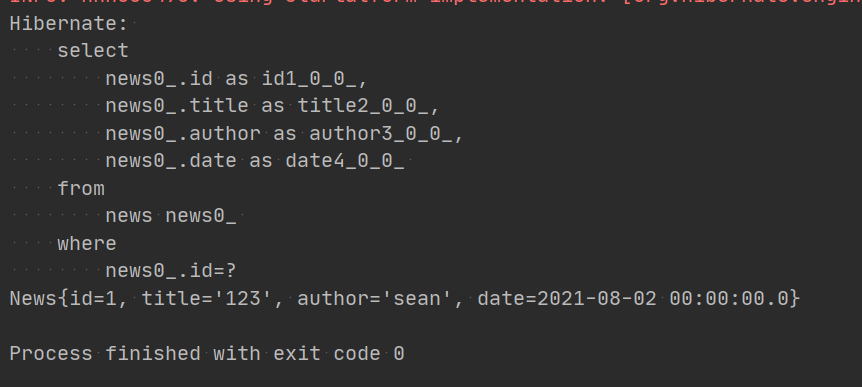 Hibernate:
    select
        news0_.id as id1_0_0_,
        news0_.title as title2_0_0_,
        news0_.author as author3_0_0_,
        news0_.date as date4_0_0_
    from
        news news0_
    where
        news0_.id=?
News{id=1, title='123', author='sean', date=2021-08-02 00:00:00.0}
Process finished with exit code 0